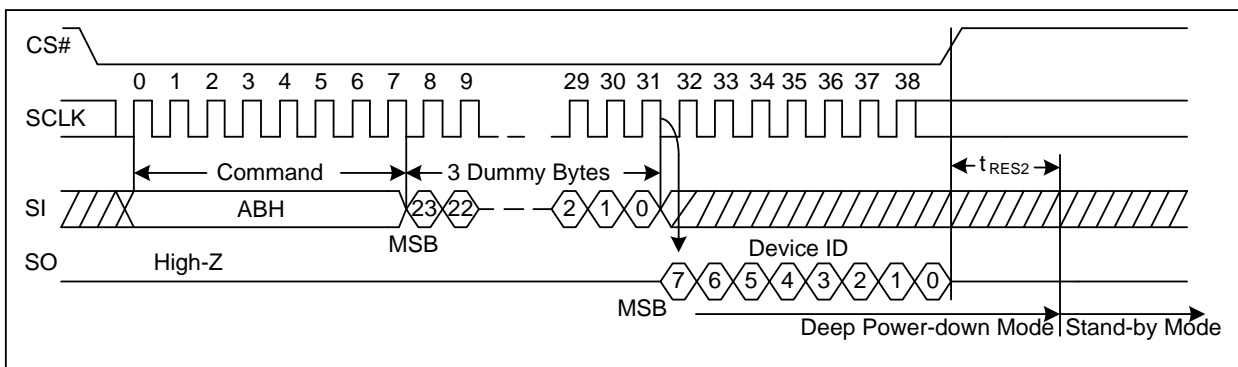 CS#
0 1 2 3 4 5 6 7 8 9 29 30 31 32 33 34 35 36 37 38
SCLK
Command 3 Dummy Bytes tRES2
SI ABH 23 22 2 1 0
MSB
SO High-Z Device ID
7 6 5 4 3 2 1 0
MSB
Deep Power-down Mode Stand-by Mode